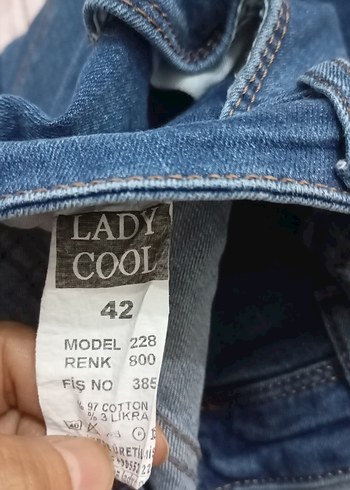 LADY
COOL
42
MODEL 228
RENK 800
FİŞ NO 385
% 97 COTTON
% 3 LİKRA